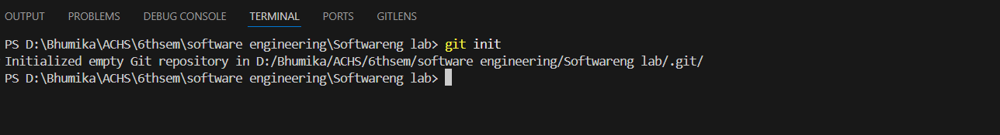 OUTPUT PROBLEMS DEBUG CONSOLE TERMINAL PORTS GITLENS
PS D:\Bhumika\ACHS\6thsem\software engineering\Softwareng lab> git init
Initialized empty Git repository in D:/Bhumika/ACHS/6thsem/software engineering/Softwareng lab/.git/
PS D:\Bhumika\ACHS\6thsem\software engineering\Softwareng lab>